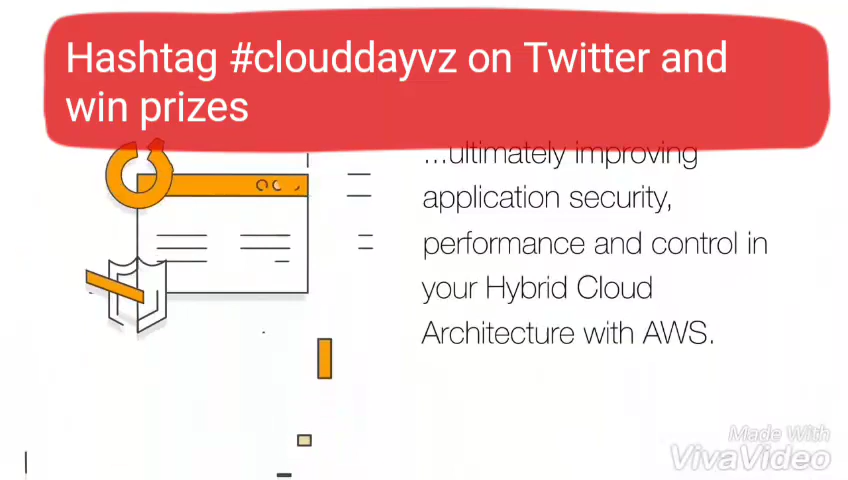 Hashtag #clouddayvz on Twitter and
win prizes
...ultimately improving
application security,
performance and control in
your Hybrid Cloud
Architecture with AWS.
Made With
VivaVideo